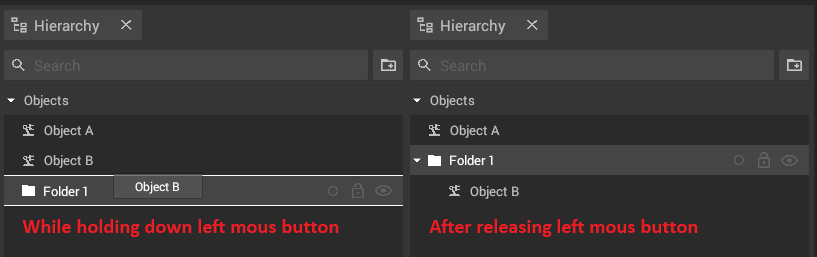 Hierarchy
Search
Objects
Object A
Object B
Folder 1
Object B
While holding down left mous button
Hierarchy
Search
Objects
Object A
Folder 1
Object B
After releasing left mous button